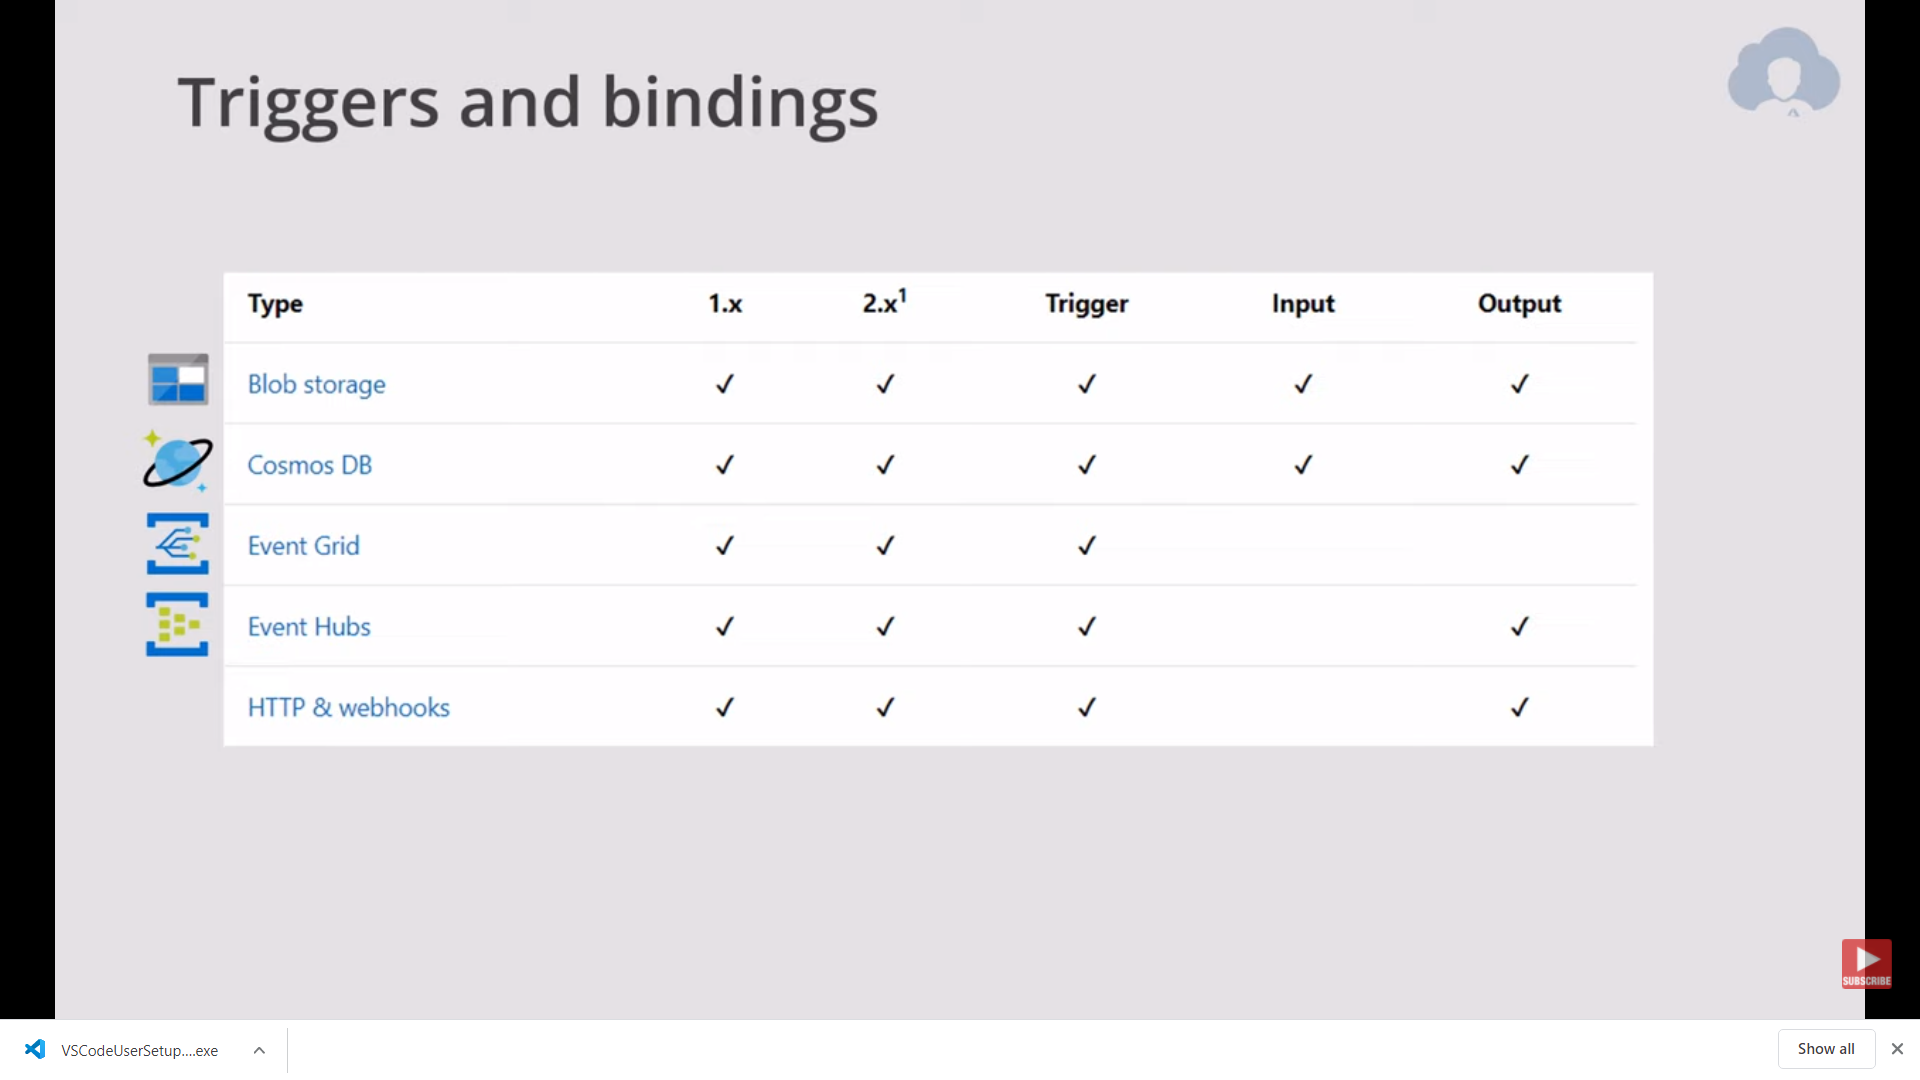 Triggers and bindings
Type 1.x 2.x¹ Trigger Input Output
Blob storage ✓ ✓ ✓ ✓ ✓
Cosmos DB ✓ ✓ ✓ ✓ ✓
Event Grid ✓ ✓ ✓
Event Hubs ✓ ✓ ✓ ✓
HTTP & webhooks ✓ ✓ ✓ ✓
SUBSCRIBE
VSCodeUserSetup....exe
Show all